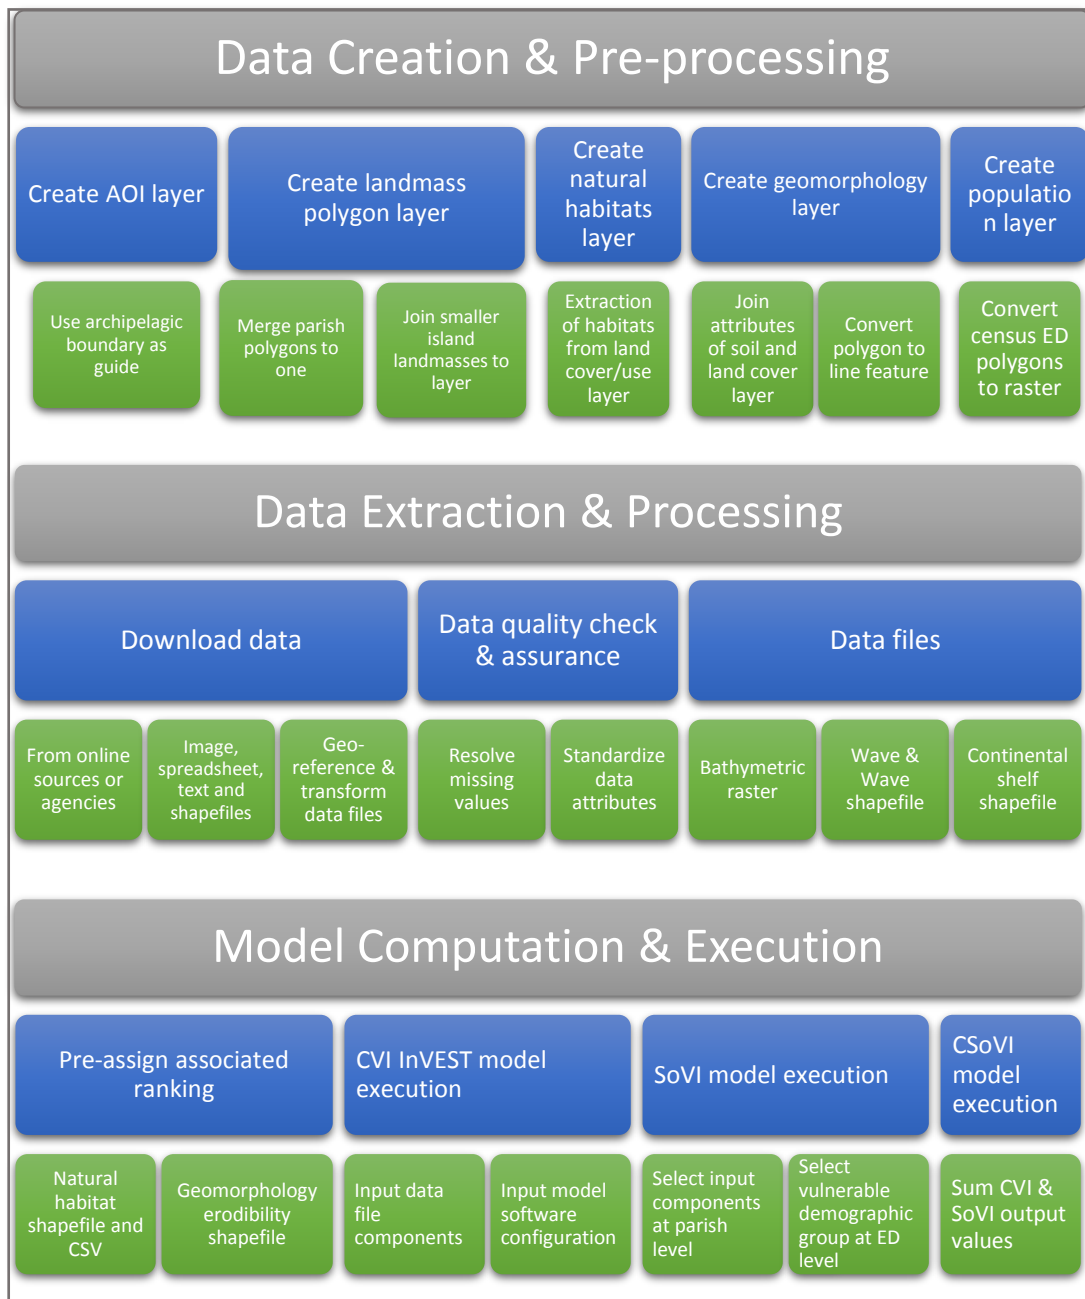 Data Creation & Pre-processing
Create AOI layer
Create landmass
polygon layer
Create
natural
habitats
layer
Create geomorphology
layer
Create
populatio
n layer
Use archipelagic
boundary as
guide
Merge parish
polygons to
one
Join smaller
island
landmasses to
layer
Extraction
of habitats
from land
cover/use
layer
Join
attributes
of soil and
land cover
layer
Convert
polygon to
line feature
Convert
census ED
polygons
to raster
Data Extraction & Processing
Download data
Data quality check
& assurance
Data files
From online
sources or
agencies
Image,
spreadsheet,
text and
shapefiles
Geo-
reference &
transform
data files
Resolve
missing
values
Standardize
data
attributes
Bathymetric
raster
Wave &
Wave
shapefile
Continental
shelf
shapefile
Model Computation & Execution
Pre-assign associated
ranking
CVI InVEST model
execution
SoVI model execution
CSoVI
model
execution
Natural
habitat
shapefile and
CSV
Geomorphology
erodibility
shapefile
Input data
file
components
Input model
software
configuration
Select input
components
at parish
level
Select
vulnerable
demographic
group at ED
level
Sum CVI &
SoVI output
values